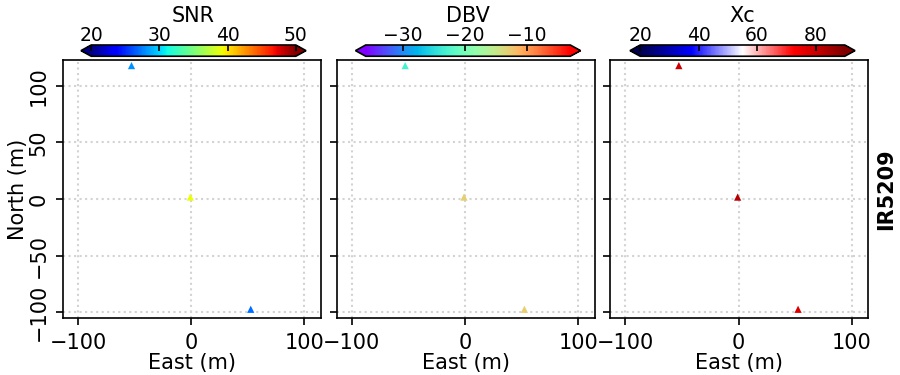 SNR DBV Xc
20 30 40 50 −30 −20 −10 20 40 60 80
100
50
0
−50
−100
North (m)
IR5209
−100 0 100 −100 0 100 −100 0 100
East (m) East (m) East (m)